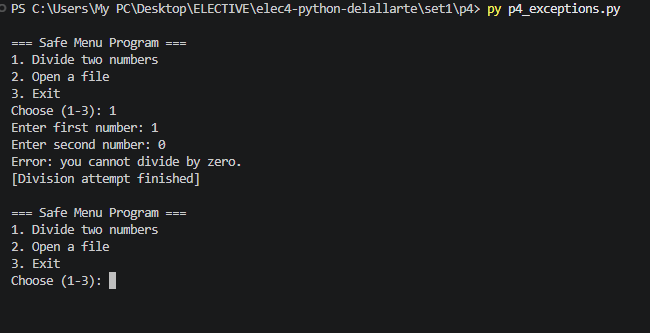 PS C:\Users\My PC\Desktop\ELECTIVE\elec4-python-delallarte\set1\p4> py p4_exceptions.py
=== Safe Menu Program ===
1. Divide two numbers
2. Open a file
3. Exit
Choose (1-3): 1
Enter first number: 1
Enter second number: 0
Error: you cannot divide by zero.
[Division attempt finished]
=== Safe Menu Program ===
1. Divide two numbers
2. Open a file
3. Exit
Choose (1-3):